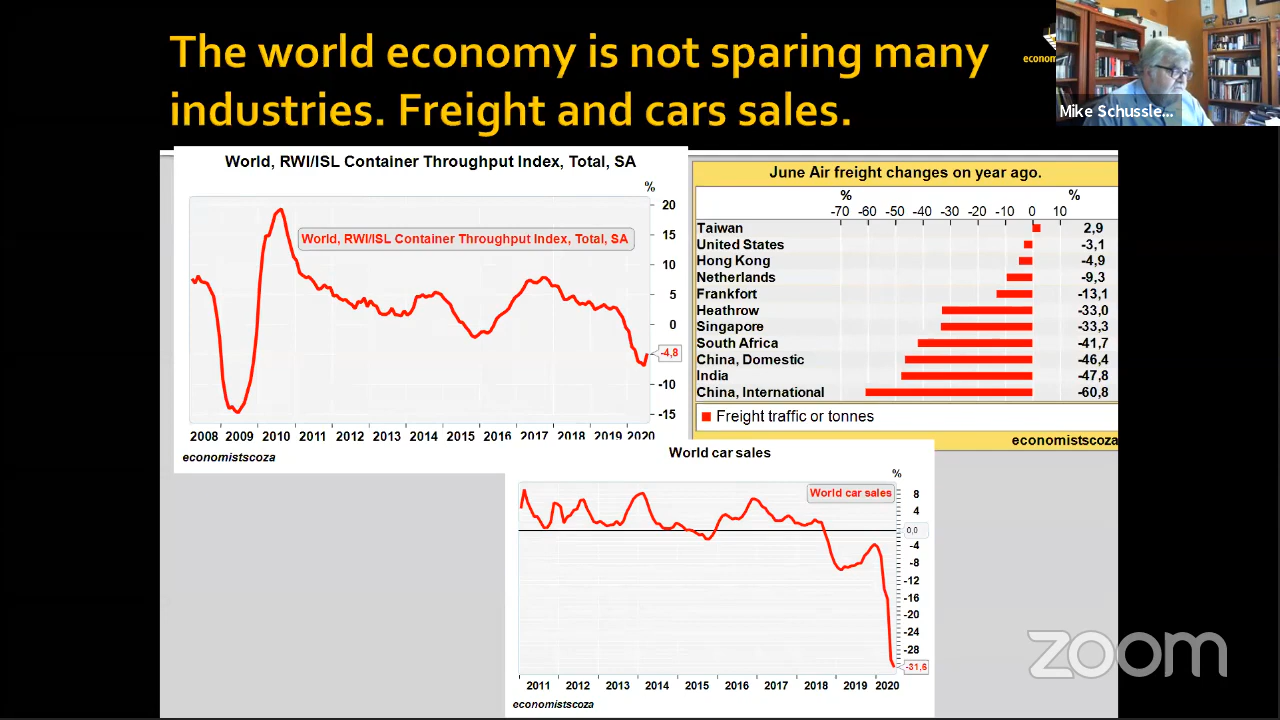 The world economy is not sparing many
industries. Freight and cars sales.
econom
Mike Schussle...
World, RWI/ISL Container Throughput Index, Total, SA
%
20
15
10
5
0
-4,8
-10
-15
World, RWI/ISL Container Throughput Index, Total, SA
2008 2009 2010 2011 2012 2013 2014 2015 2016 2017 2018 2019 2020
economistscoza
June Air freight changes on year ago.
% %
-70 -60 -50 -40 -30 -20 -10 0 10
Taiwan 2,9
United States -3,1
Hong Kong -4,9
Netherlands -9,3
Frankfort -13,1
Heathrow -33,0
Singapore -33,3
South Africa -41,7
China, Domestic -46,4
India -47,8
China, International -60,8
Freight traffic or tonnes
economistscoza
World car sales
%
World car sales
8
4
0,0
-4
-8
-12
-16
-20
-24
-28
-31,6
2011 2012 2013 2014 2015 2016 2017 2018 2019 2020
economistscoza
zoom